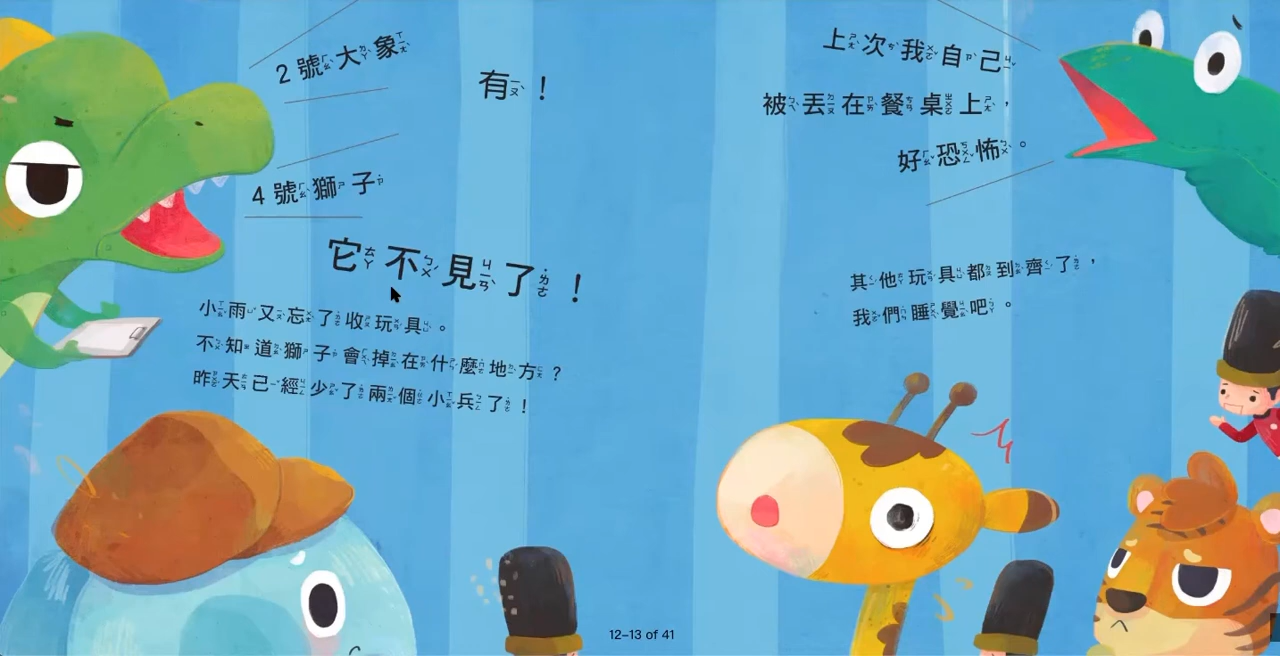 2號大象
有！
4號獅子
它不見了！
小雨又忘了收玩具。
不知道獅子會掉在什麼地方？
昨天已經少了兩個小兵了！
上次我自己
被丟在餐桌上，
好恐怖。
其他玩具都到齊了，
我們睡覺吧。
12–13 of 41